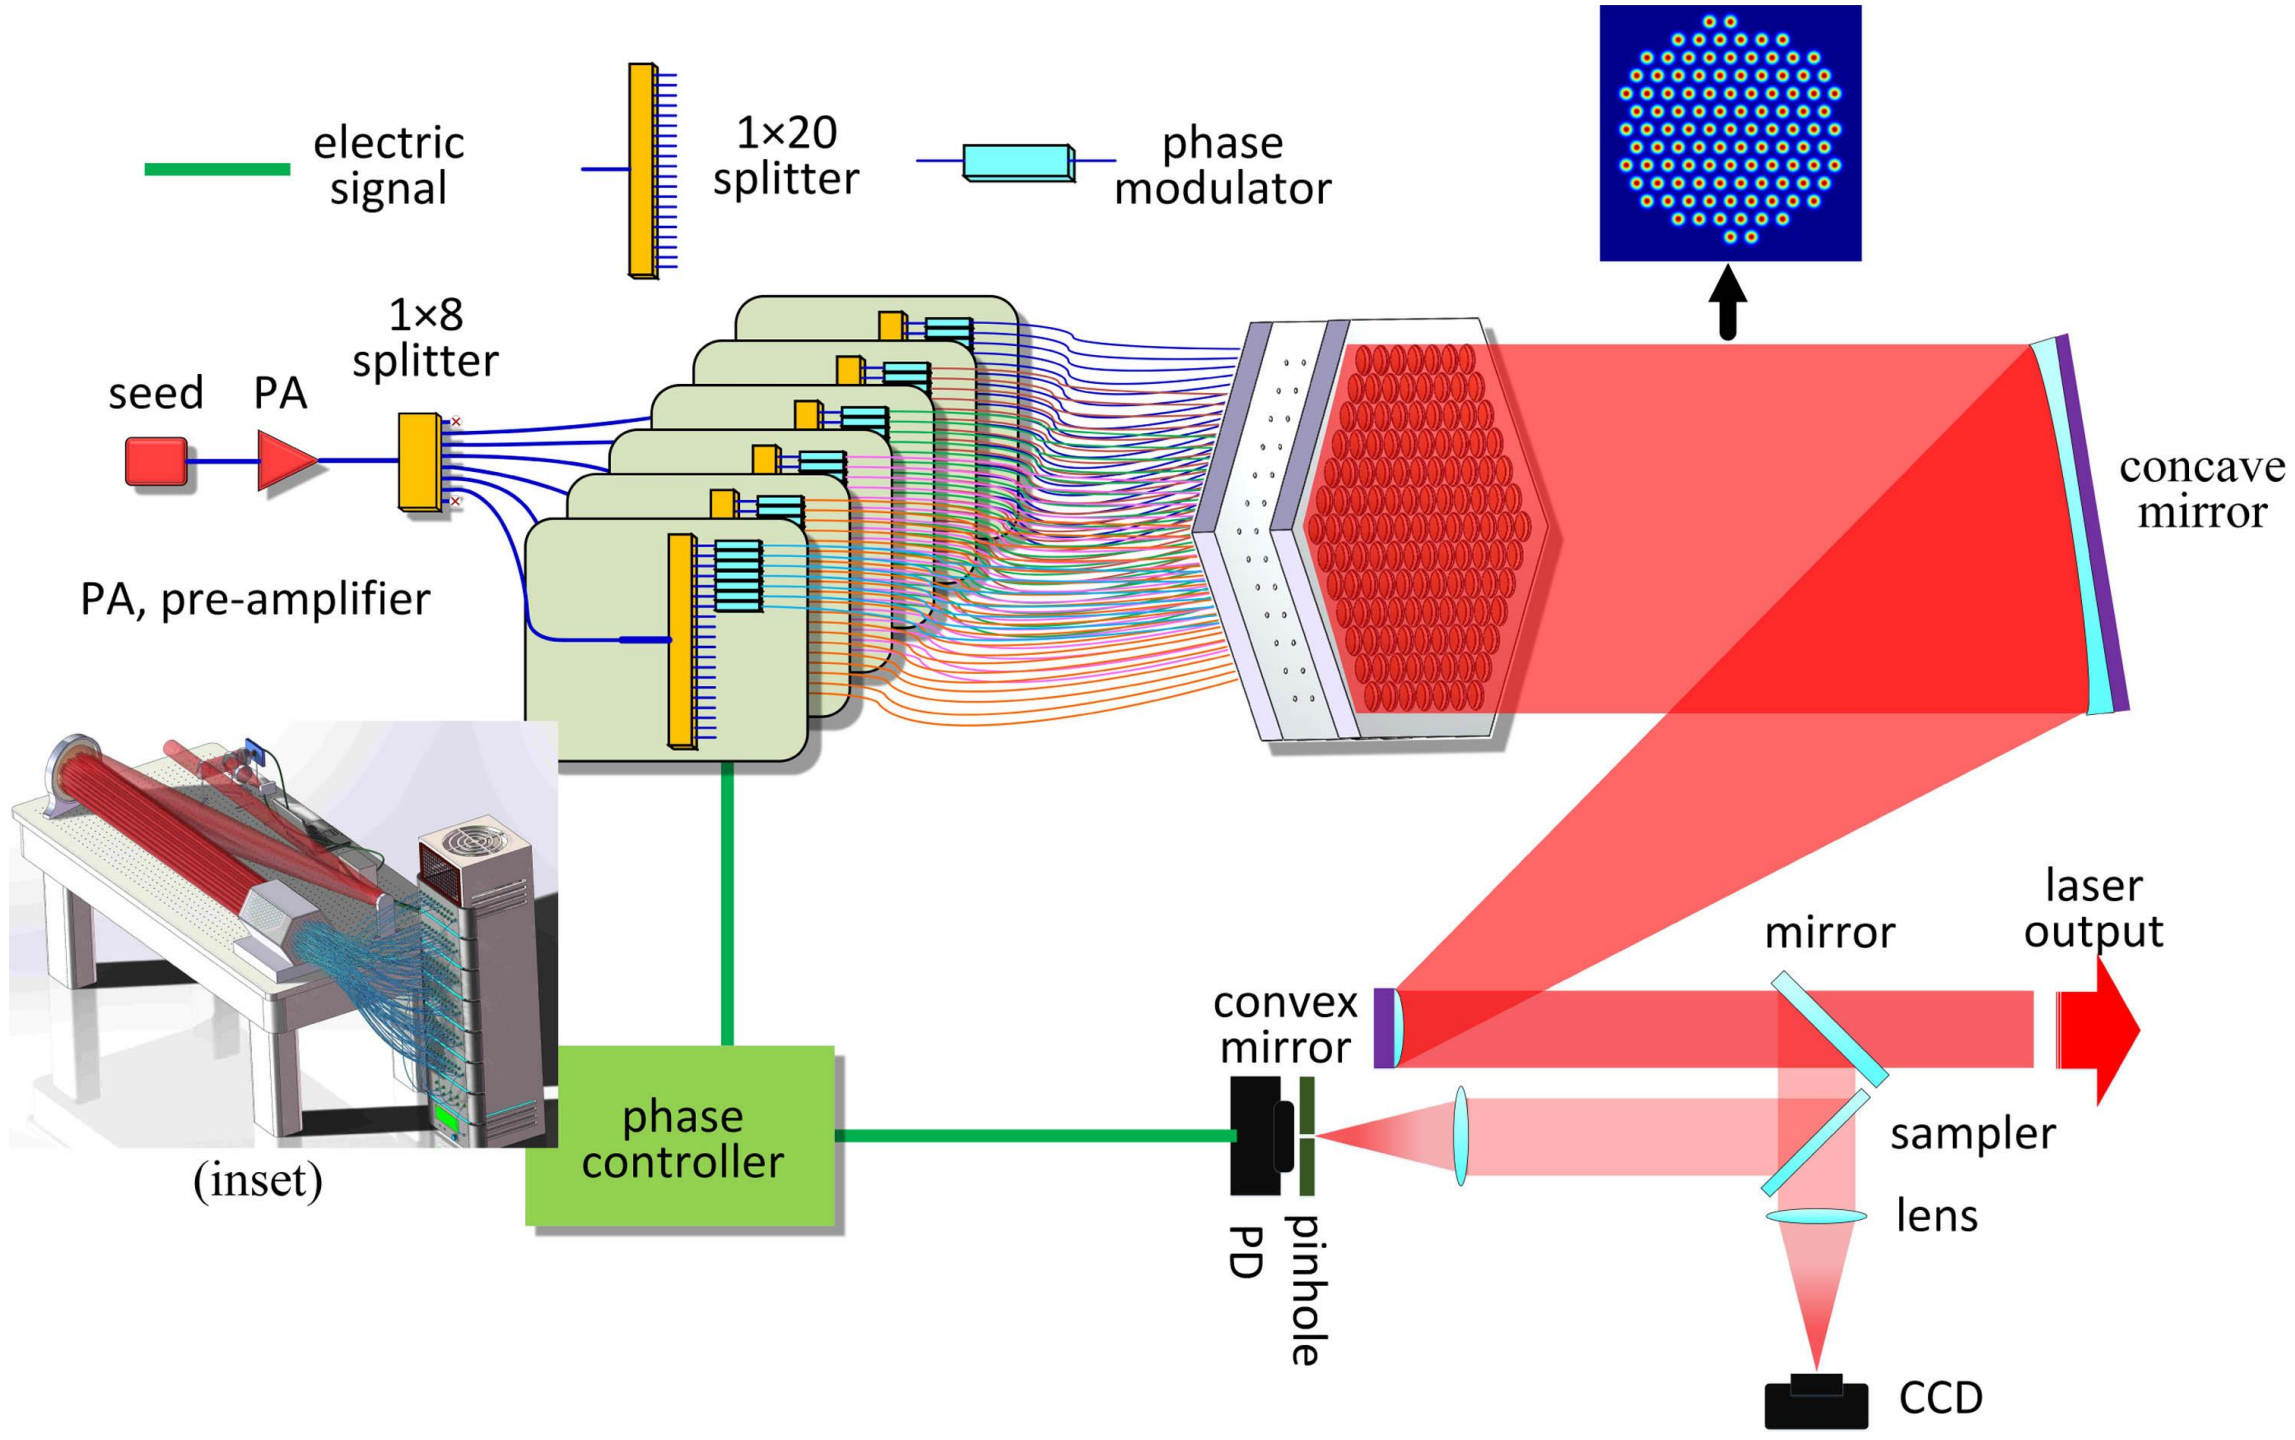 electric
signal
1×20
splitter
phase
modulator
1×8
splitter
seed
PA
PA, pre-amplifier
concave
mirror
(inset)
phase
controller
convex
mirror
mirror
laser
output
sampler
lens
PD
pinhole
CCD